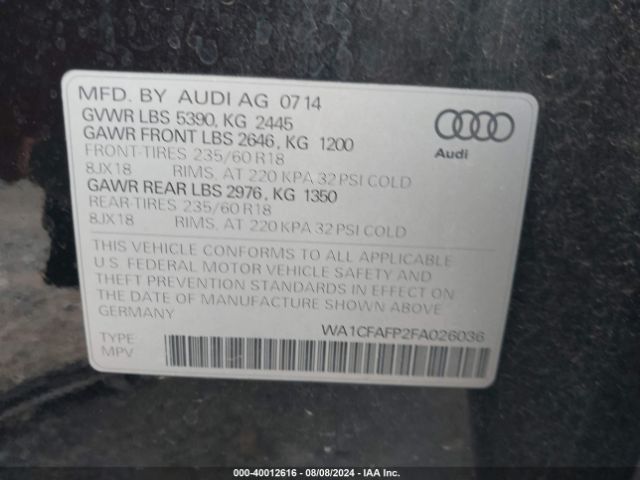 MFD. BY AUDI AG 0714
GVWR LBS 5390, KG 2445
GAWR FRONT LBS 2646, KG 1200
FRONT-TIRES 235/60 R18
8JX18 RIMS, AT 220 KPA 32 PSI COLD
GAWR REAR LBS 2976, KG 1350
REAR-TIRES 235/60 R18
8JX18 RIMS, AT 220 KPA 32 PSI COLD
Audi
THIS VEHICLE CONFORMS TO ALL APPLICABLE
U.S. FEDERAL MOTOR VEHICLE SAFETY AND
THEFT PREVENTION STANDARDS IN EFFECT ON
THE DATE OF MANUFACTURE SHOWN ABOVE
GERMANY
WA1CFAFP2FA026036
TYPE
MPV
000-40012616 - 08/08/2024 - IAA Inc.